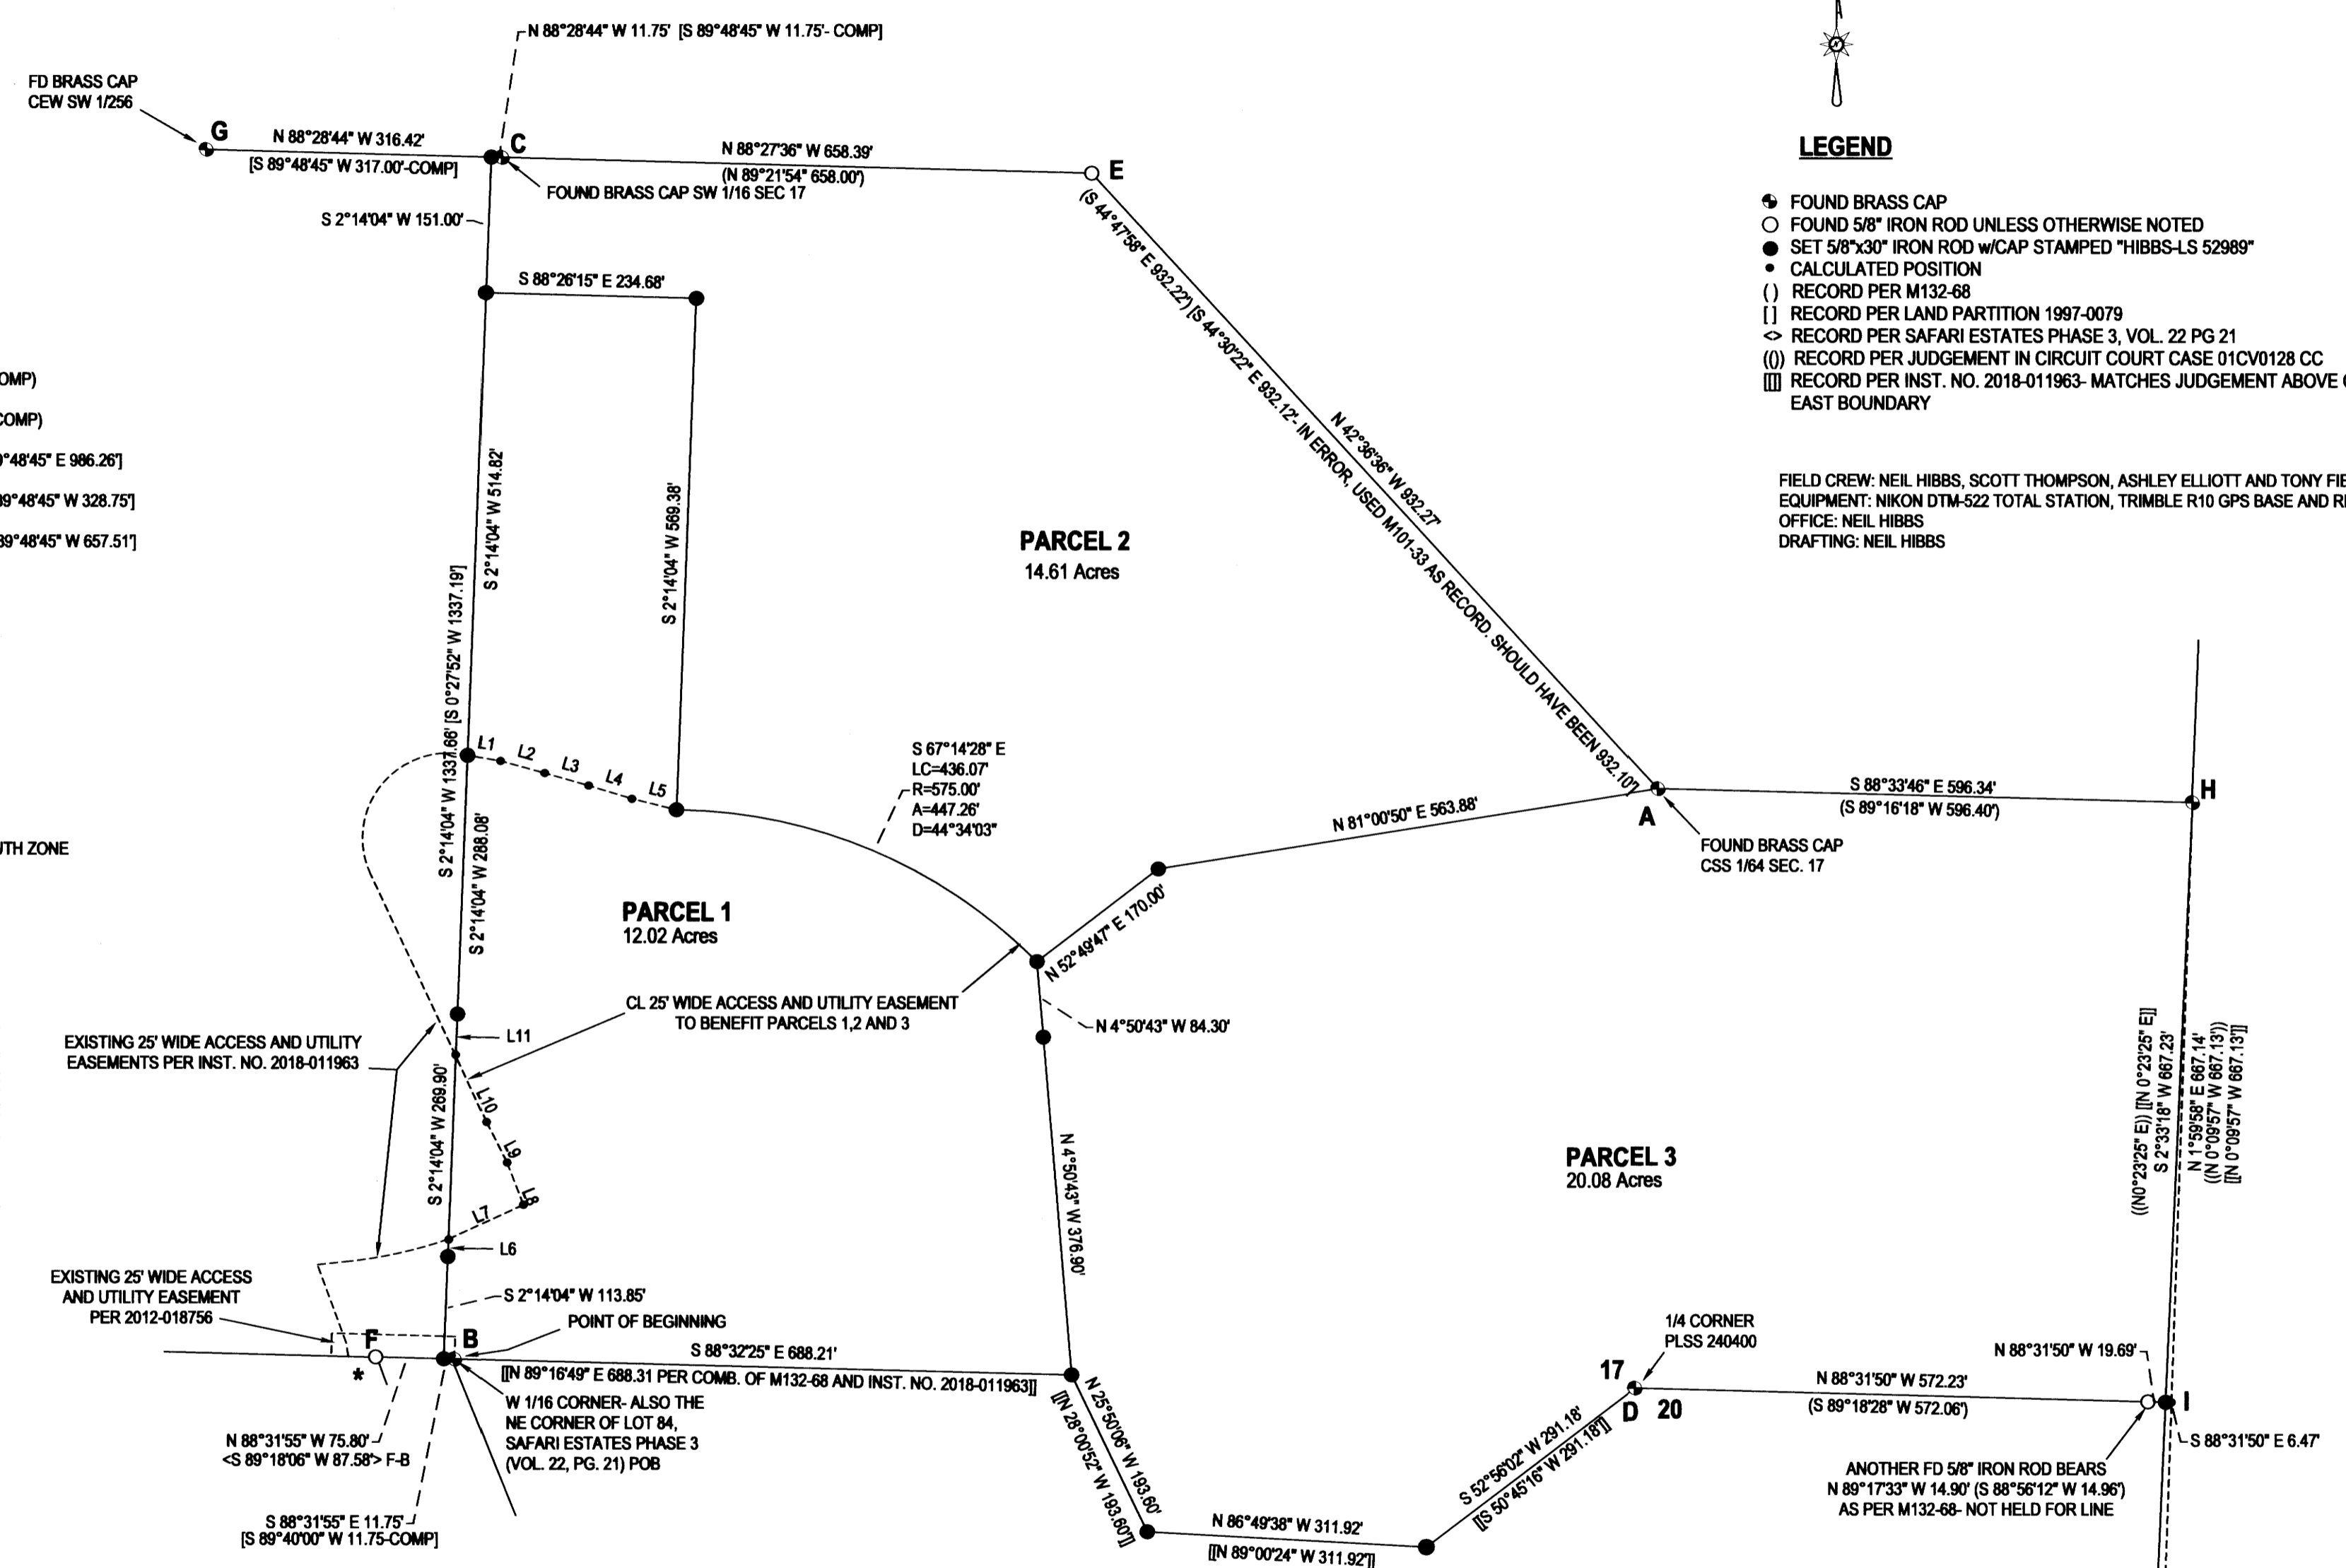 N 88°28'44" W 11.75' [S 89°48'45" W 11.75'- COMP]
FD BRASS CAP
CEW SW 1/256
G
N 88°28'44" W 316.42'
[S 89°48'45" W 317.00'-COMP]
C
N 88°27'36" W 658.39'
(N 89°21'54" 658.00')
E
FOUND BRASS CAP SW 1/16 SEC 17
S 2°14'04" W 151.00'
S 88°26'15" E 234.68'
LEGEND
FOUND BRASS CAP
FOUND 5/8" IRON ROD UNLESS OTHERWISE NOTED
SET 5/8"x30" IRON ROD w/CAP STAMPED "HIBBS-LS 52989"
CALCULATED POSITION
( ) RECORD PER M132-68
[ ] RECORD PER LAND PARTITION 1997-0079
<> RECORD PER SAFARI ESTATES PHASE 3, VOL. 22 PG 21
(()) RECORD PER JUDGEMENT IN CIRCUIT COURT CASE 01CV0128 CC
[[]] RECORD PER INST. NO. 2018-011963- MATCHES JUDGEMENT ABOVE
EAST BOUNDARY
OMP)
COMP)
°48'45" E 986.26']
89°48'45" W 328.75']
89°48'45" W 657.51']
FIELD CREW: NEIL HIBBS, SCOTT THOMPSON, ASHLEY ELLIOTT AND TONY FIE
EQUIPMENT: NIKON DTM-522 TOTAL STATION, TRIMBLE R10 GPS BASE AND
OFFICE: NEIL HIBBS
DRAFTING: NEIL HIBBS
(S 44°47'58" E 932.22') [S 44°30'22" E 932.12'- IN ERROR, USED M101-33 AS RECORD. SHOULD HAVE BEEN 932.10']
N 42°36'36" W 932.27'
S 2°14'04" W 514.82'
S 2°14'04" W 569.38'
PARCEL 2
14.61 Acres
S 2°14'04" W 1337.66' [S 0°27'52" W 1337.19']
L1
L2
L3
L4
L5
S 67°14'28" E
LC=436.07'
R=575.00'
A=447.26'
D=44°34'03"
N 81°00'50" E 563.88'
A
S 88°33'46" E 596.34'
(S 89°16'18" W 596.40')
H
FOUND BRASS CAP
CSS 1/64 SEC. 17
UTH ZONE
S 2°14'04" W 288.08'
PARCEL 1
12.02 Acres
N 52°49'47" E 170.00'
CL 25' WIDE ACCESS AND UTILITY EASEMENT
TO BENEFIT PARCELS 1,2 AND 3
N 4°50'43" W 84.30'
L11
EXISTING 25' WIDE ACCESS AND UTILITY
EASEMENTS PER INST. NO. 2018-011963
S 2°14'04" W 269.90'
L10
L9
L8
L7
L6
N 4°50'43" W 376.90'
PARCEL 3
20.08 Acres
((N0°23'25" E)) [[N 0°23'25" E]]
S 2°33'18" W 667.23'
N 1°59'58" E 667.14'
((N 0°09'57" W 667.13'))
[[N 0°09'57" W 667.13']]
EXISTING 25' WIDE ACCESS
AND UTILITY EASEMENT
PER 2012-018756
S 2°14'04" W 113.85'
POINT OF BEGINNING
F
*
B
S 88°32'25" E 688.21'
[[N 89°16'49" E 688.31 PER COMB. OF M132-68 AND INST. NO. 2018-011963]]
W 1/16 CORNER- ALSO THE
NE CORNER OF LOT 84,
SAFARI ESTATES PHASE 3
(VOL. 22, PG. 21) POB
N 88°31'55" W 75.80'
<S 89°18'06" W 87.58'> F-B
S 88°31'55" E 11.75'
[S 89°40'00" W 11.75-COMP]
N 25°50'06" W 193.60'
[[N 28°00'52" W 193.60']]
N 86°49'38" W 311.92'
[[N 89°00'24" W 311.92']]
S 52°56'02" W 291.18'
[[S 50°45'16" W 291.18']]
1/4 CORNER
PLSS 240400
17
D 20
N 88°31'50" W 572.23'
(S 89°18'28" W 572.06')
N 88°31'50" W 19.69'
I
S 88°31'50" E 6.47'
ANOTHER FD 5/8" IRON ROD BEARS
N 89°17'33" W 14.90' (S 88°56'12" W 14.96')
AS PER M132-68- NOT HELD FOR LINE